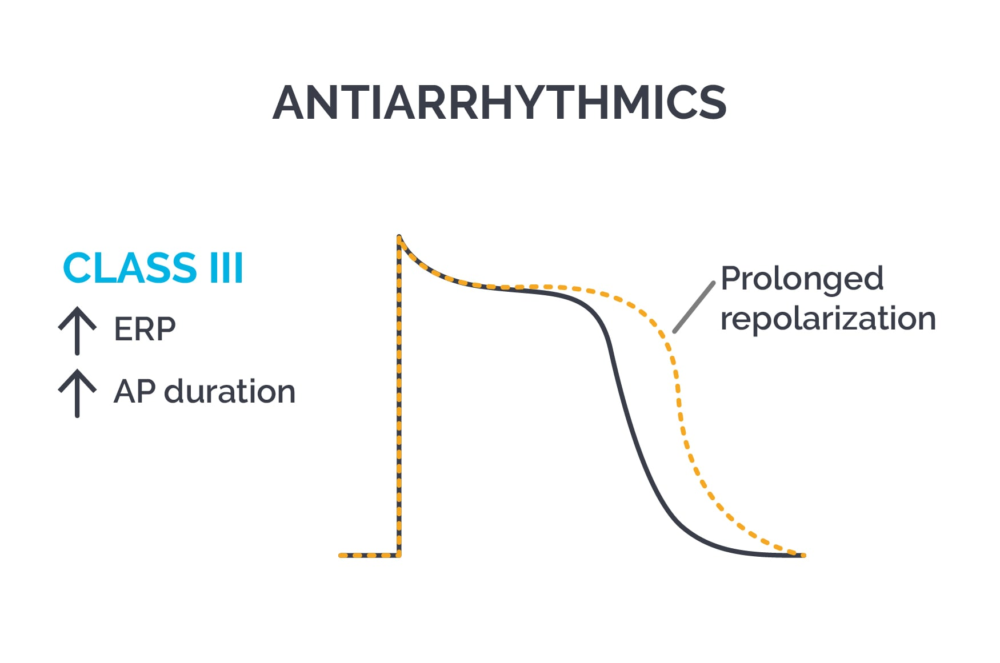 ANTIARRHYTHMICS
CLASS III
ERP
AP duration
Prolonged
repolarization